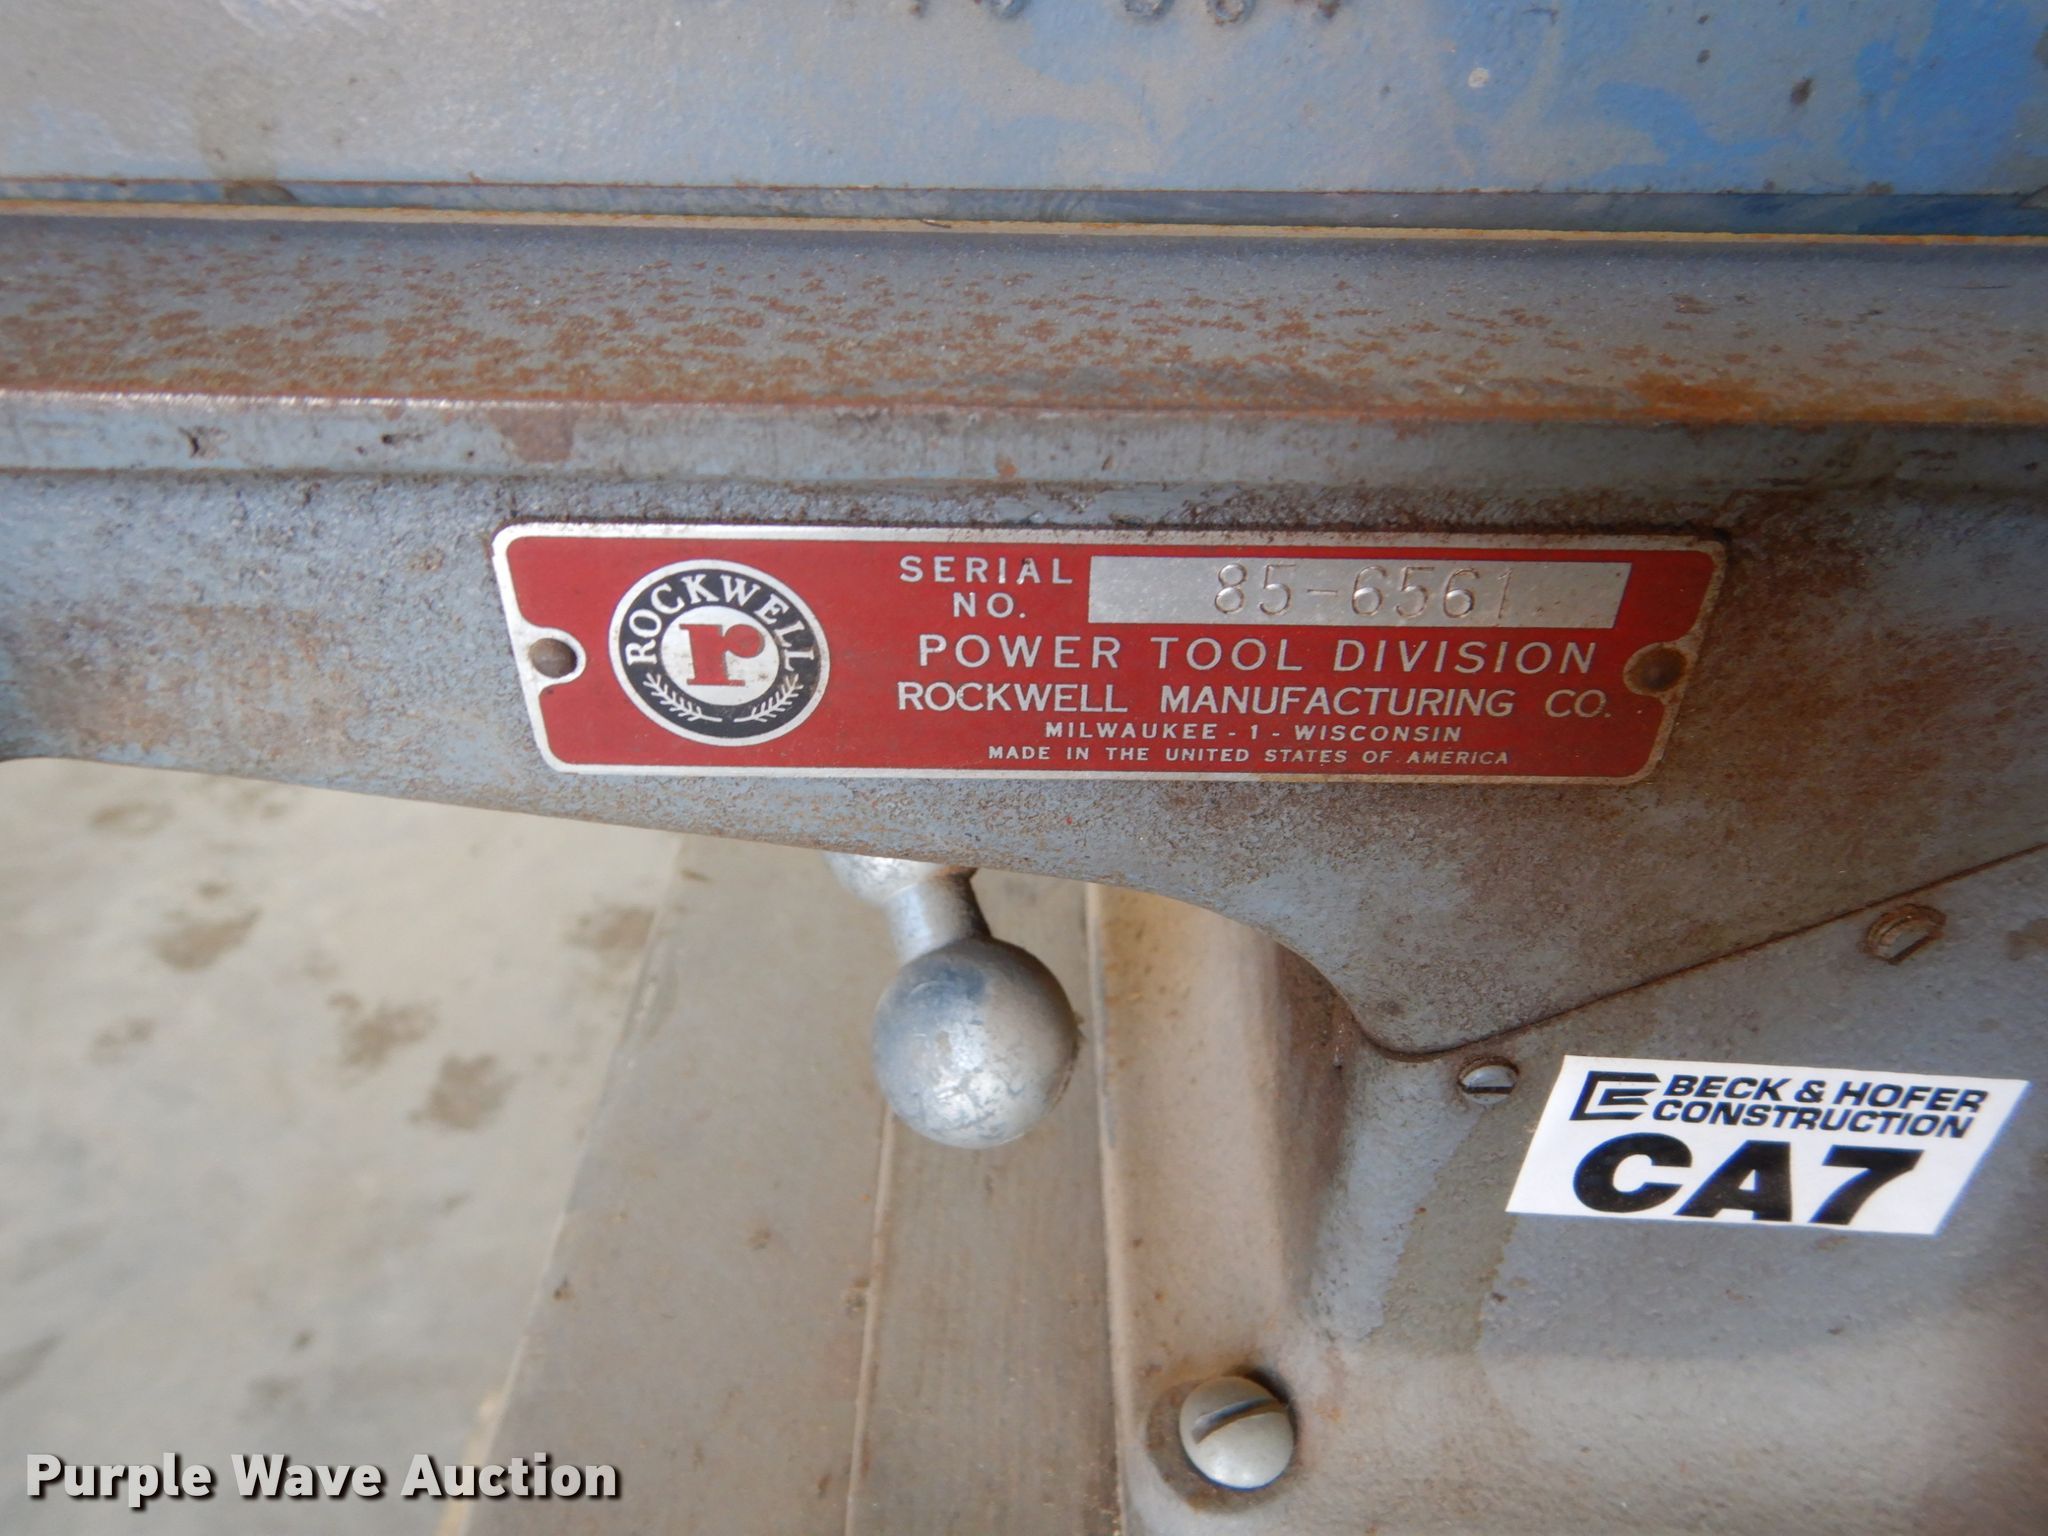 ROCKWELL
r
SERIAL NO. 85-6561
POWER TOOL DIVISION
ROCKWELL MANUFACTURING CO.
MILWAUKEE - 1 - WISCONSIN
MADE IN THE UNITED STATES OF AMERICA
BECK & HOFER
CONSTRUCTION
CA7
Purple Wave Auction